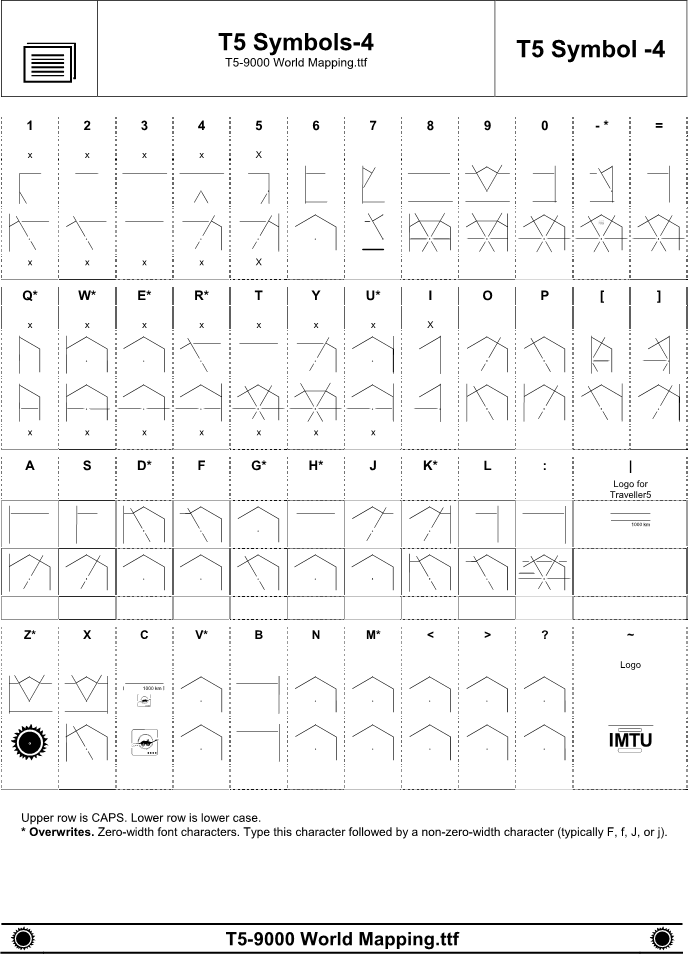 T5 Symbols-4
T5-9000 World Mapping.ttf
T5 Symbol -4
1 2 3 4 5 6 7 8 9 0 - * =
x x x x X
x x x x X
Q* W* E* R* T Y U* I O P [ ]
x x x x x x x X
x x x x x x x
A S D* F G* H* J K* L : |
Logo for
Traveller5
1000 km
Z* X C V* B N M* < > ? ~
Logo
1000 km
IMTU
Upper row is CAPS. Lower row is lower case.
* Overwrites. Zero-width font characters. Type this character followed by a non-zero-width character (typically F, f, J, or j).
T5-9000 World Mapping.ttf